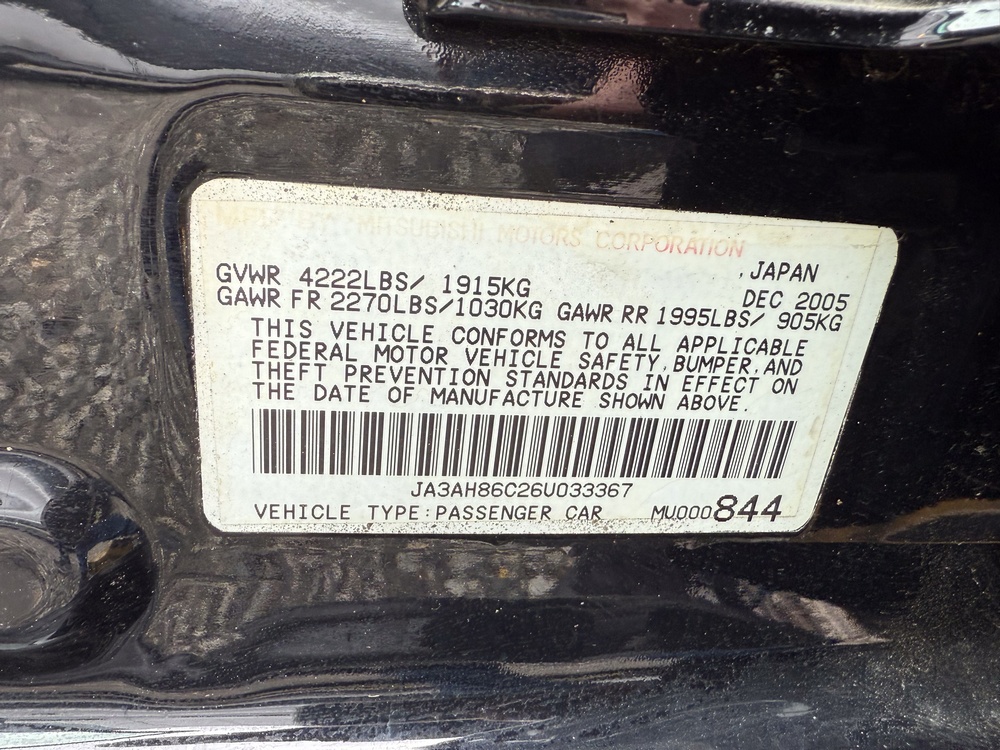 MFD BY MITSUBISHI MOTORS CORPORATION
,JAPAN
GVWR 4222LBS/ 1915KG DEC 2005
GAWR FR 2270LBS/1030KG GAWR RR 1995LBS/ 905KG
THIS VEHICLE CONFORMS TO ALL APPLICABLE
FEDERAL MOTOR VEHICLE SAFETY,BUMPER,AND
THEFT PREVENTION STANDARDS IN EFFECT ON
THE DATE OF MANUFACTURE SHOWN ABOVE.
JA3AH86C26U033367
VEHICLE TYPE:PASSENGER CAR MU000844